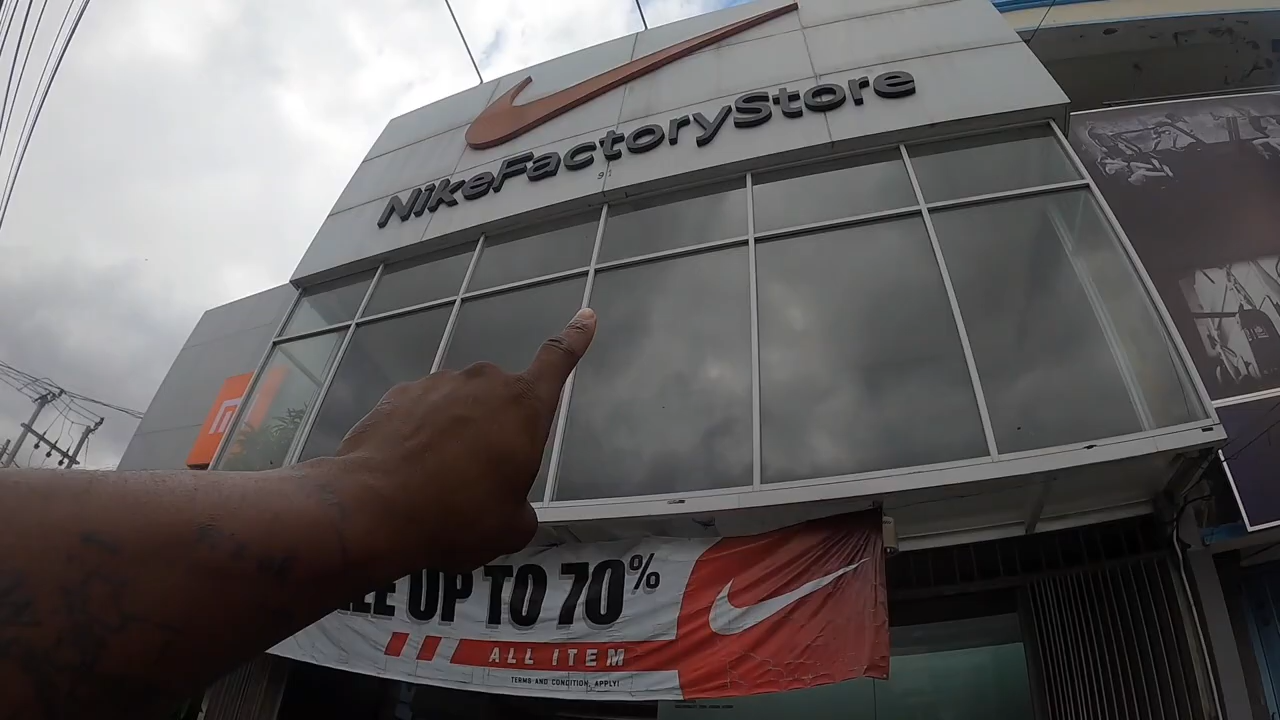 NikeFactoryStore
UP TO 70%
ALL ITEM
TERMS AND CONDITION, APPLY!